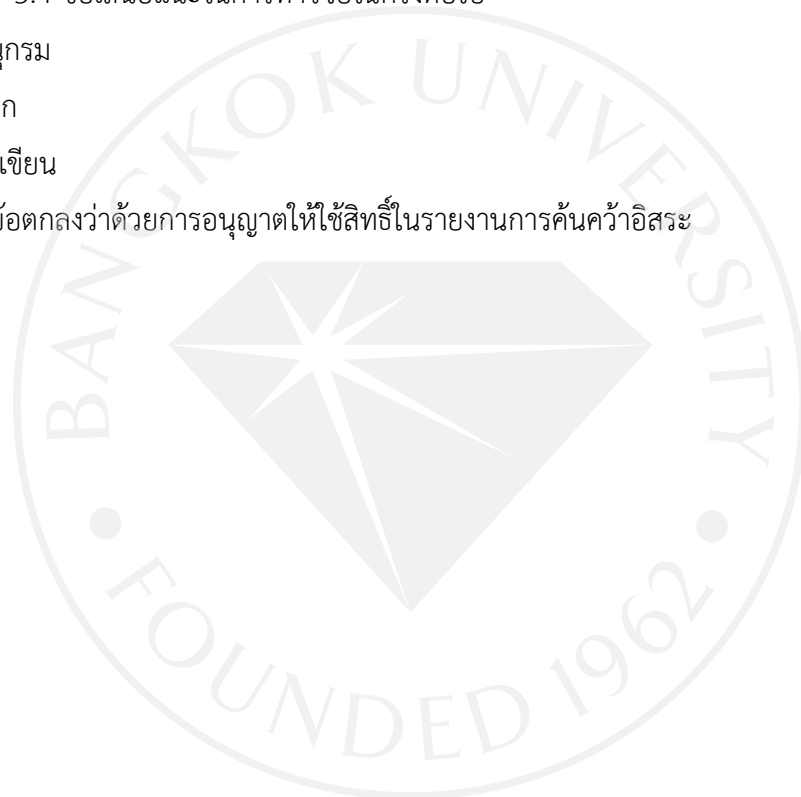 นุกรม
ก
เขียน
ข้อตกลงว่าด้วยการอนุญาตให้ใช้สิทธิ์ในรายงานการค้นคว้าอิสระ
BANGKOK UNIVERSITY
• FOUNDED 1962 •